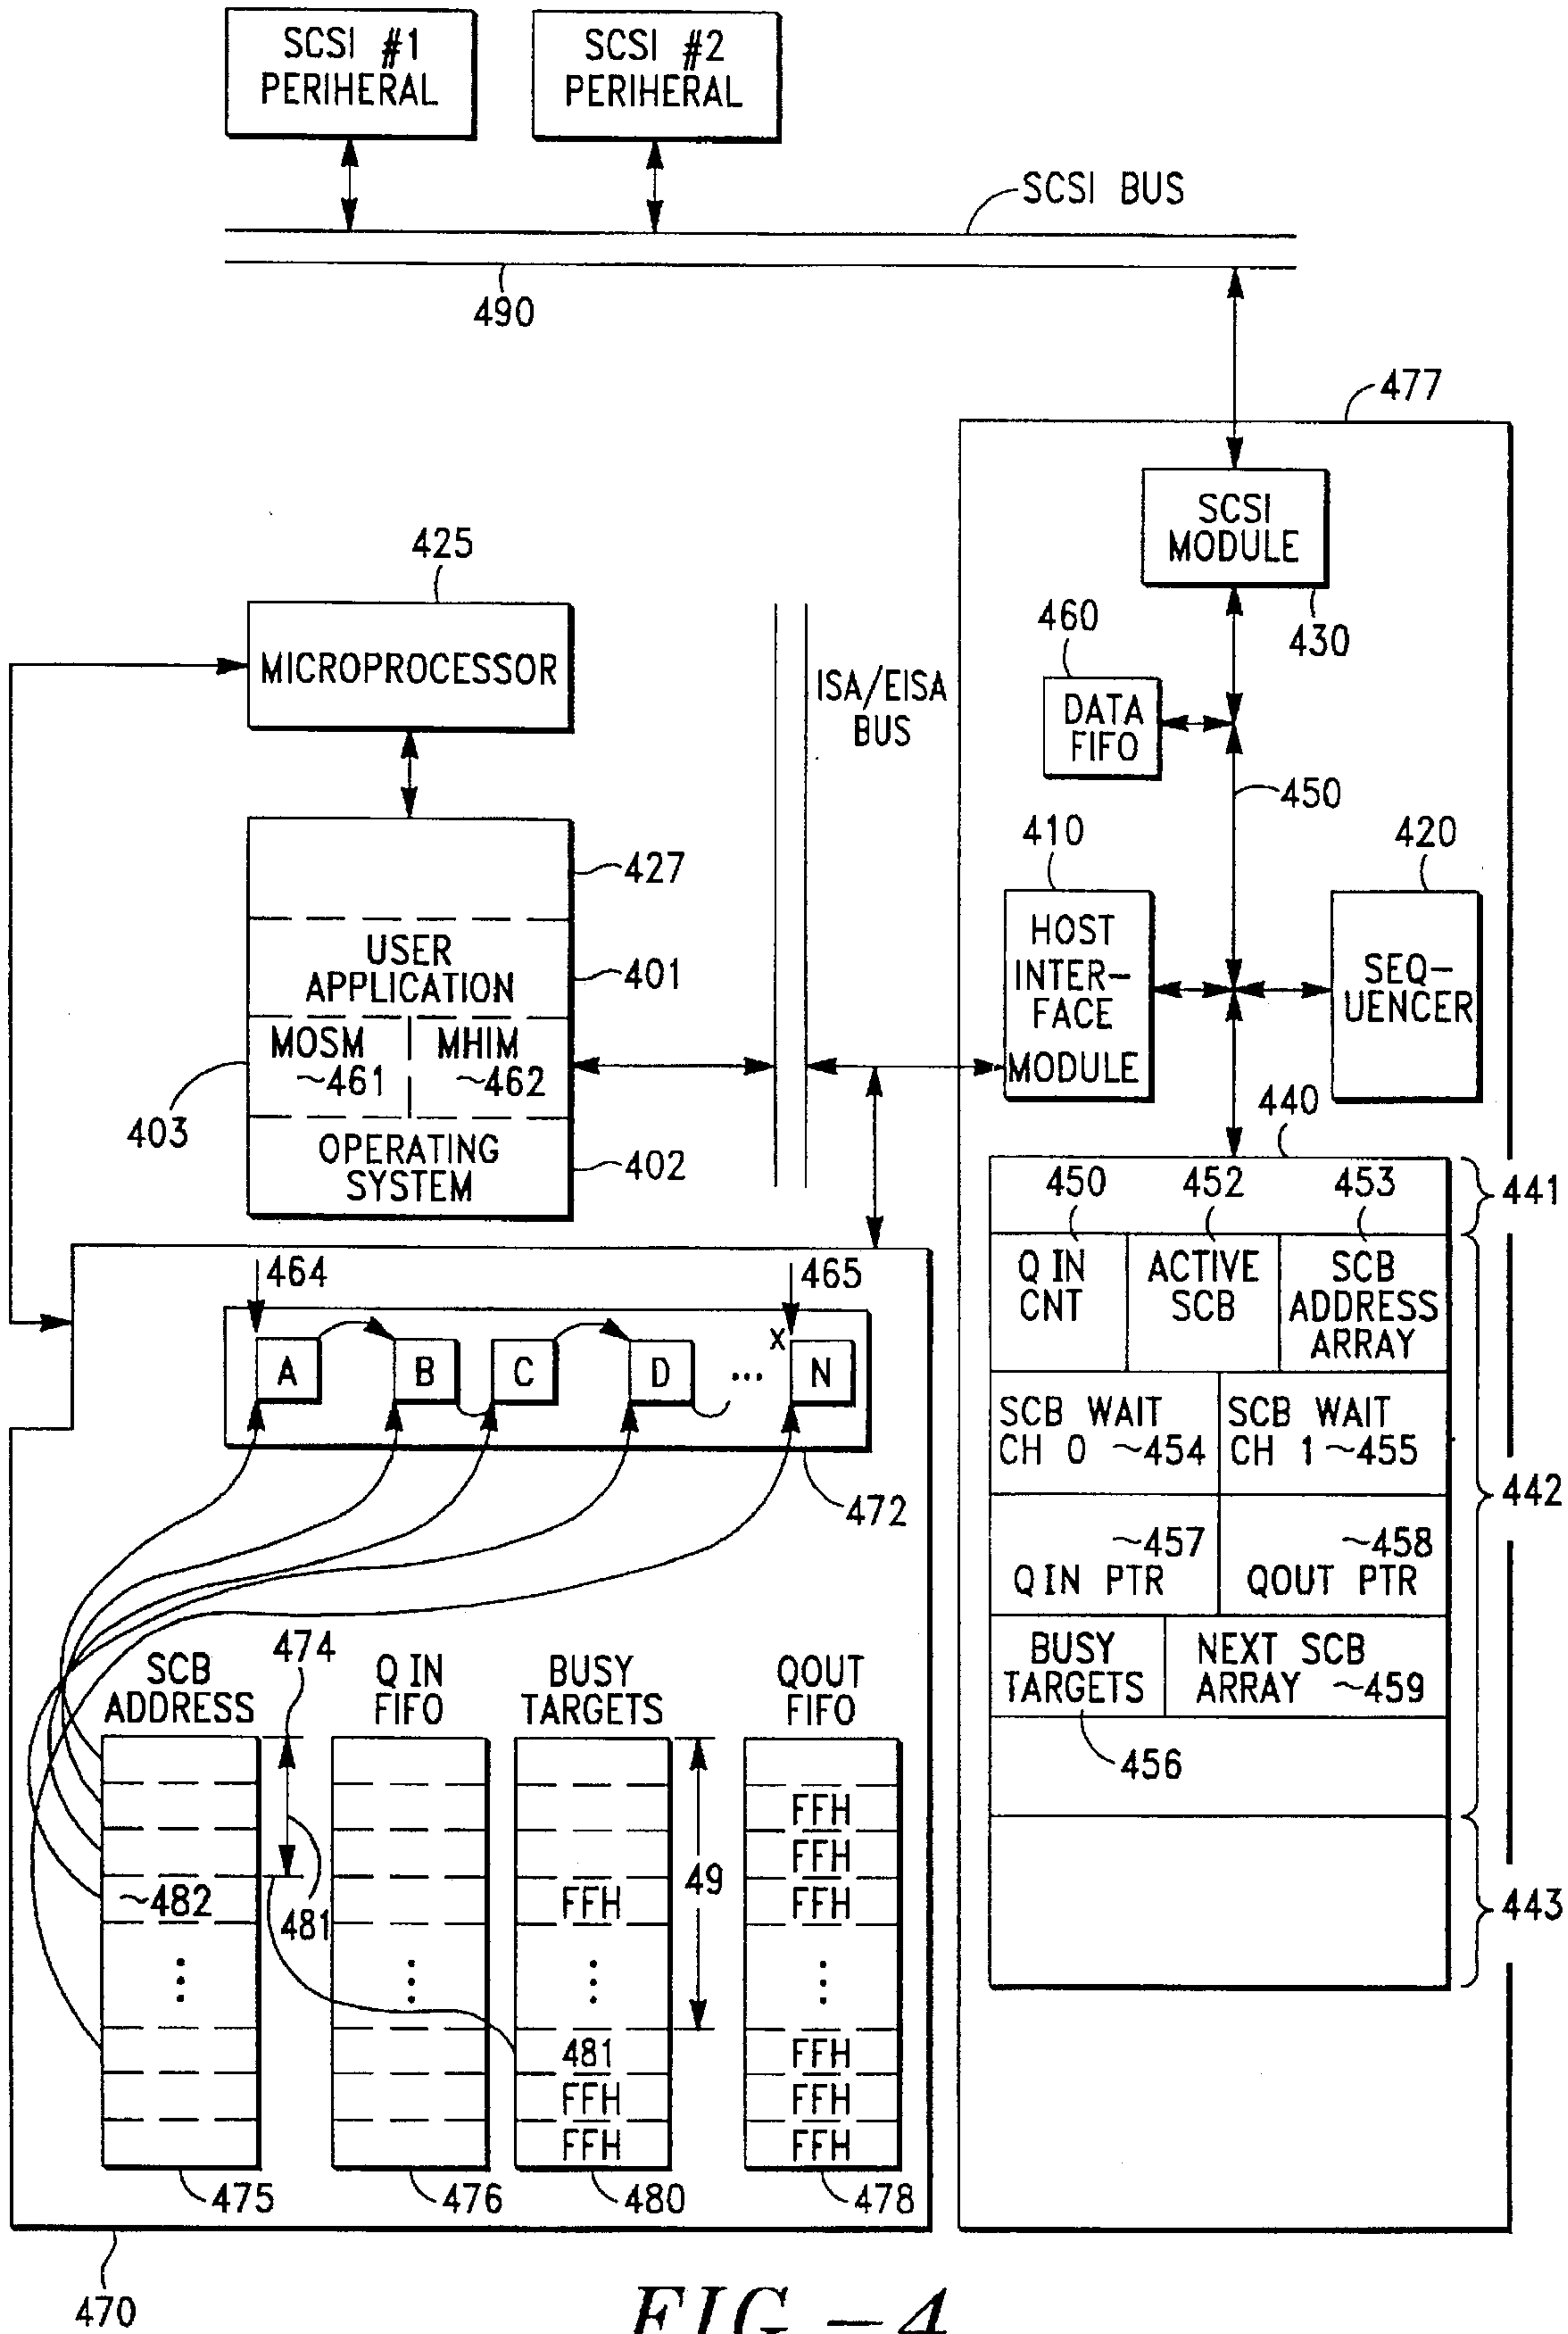 SCSI #1
PERIHERAL
SCSI #2
PERIHERAL
SCSI BUS
490
477
SCSI
MODULE
430
425
MICROPROCESSOR
ISA/EISA
BUS
460
DATA
FIFO
450
427
410
420
USER
APPLICATION
401
HOST
INTER-
FACE
MODULE
SEQ-
UENCER
MOSM
~461
MHIM
~462
403
OPERATING
SYSTEM
402
440
450
452
453
441
Q IN
CNT
ACTIVE
SCB
SCB
ADDRESS
ARRAY
464
465
A
B
C
D
...
X
N
472
SCB WAIT
CH 0 ~454
SCB WAIT
CH 1 ~455
442
~457
Q IN PTR
~458
QOUT PTR
BUSY
TARGETS
NEXT SCB
ARRAY ~459
456
443
SCB
ADDRESS
474
Q IN
FIFO
BUSY
TARGETS
QOUT
FIFO
FFH
FFH
~482
481
FFH
49
FFH
481
FFH
FFH
FFH
FFH
FFH
475
476
480
478
470
FIG -4